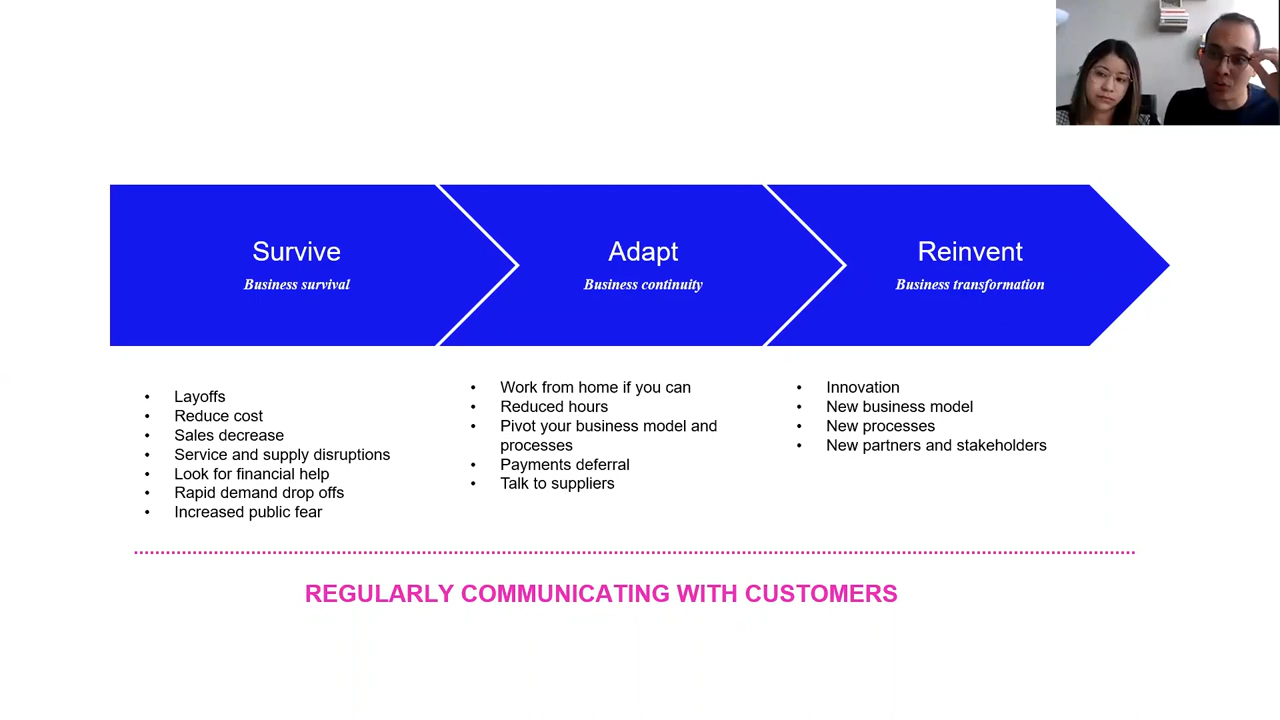 Survive
Business survival
Adapt
Business continuity
Reinvent
Business transformation
• Layoffs
• Reduce cost
• Sales decrease
• Service and supply disruptions
• Look for financial help
• Rapid demand drop offs
• Increased public fear
• Work from home if you can
• Reduced hours
• Pivot your business model and
processes
• Payments deferral
• Talk to suppliers
• Innovation
• New business model
• New processes
• New partners and stakeholders
REGULARLY COMMUNICATING WITH CUSTOMERS